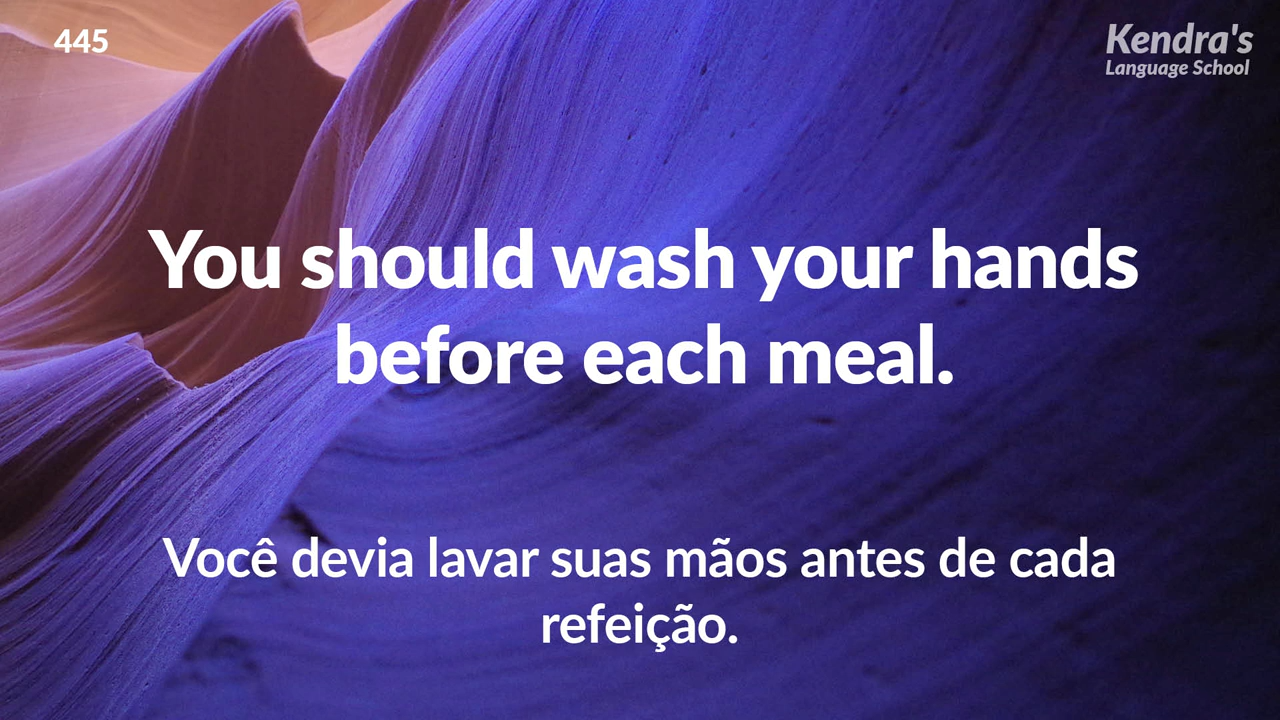 445
Kendra's
Language School
You should wash your hands
before each meal.
Você devia lavar suas mãos antes de cada
refeição.